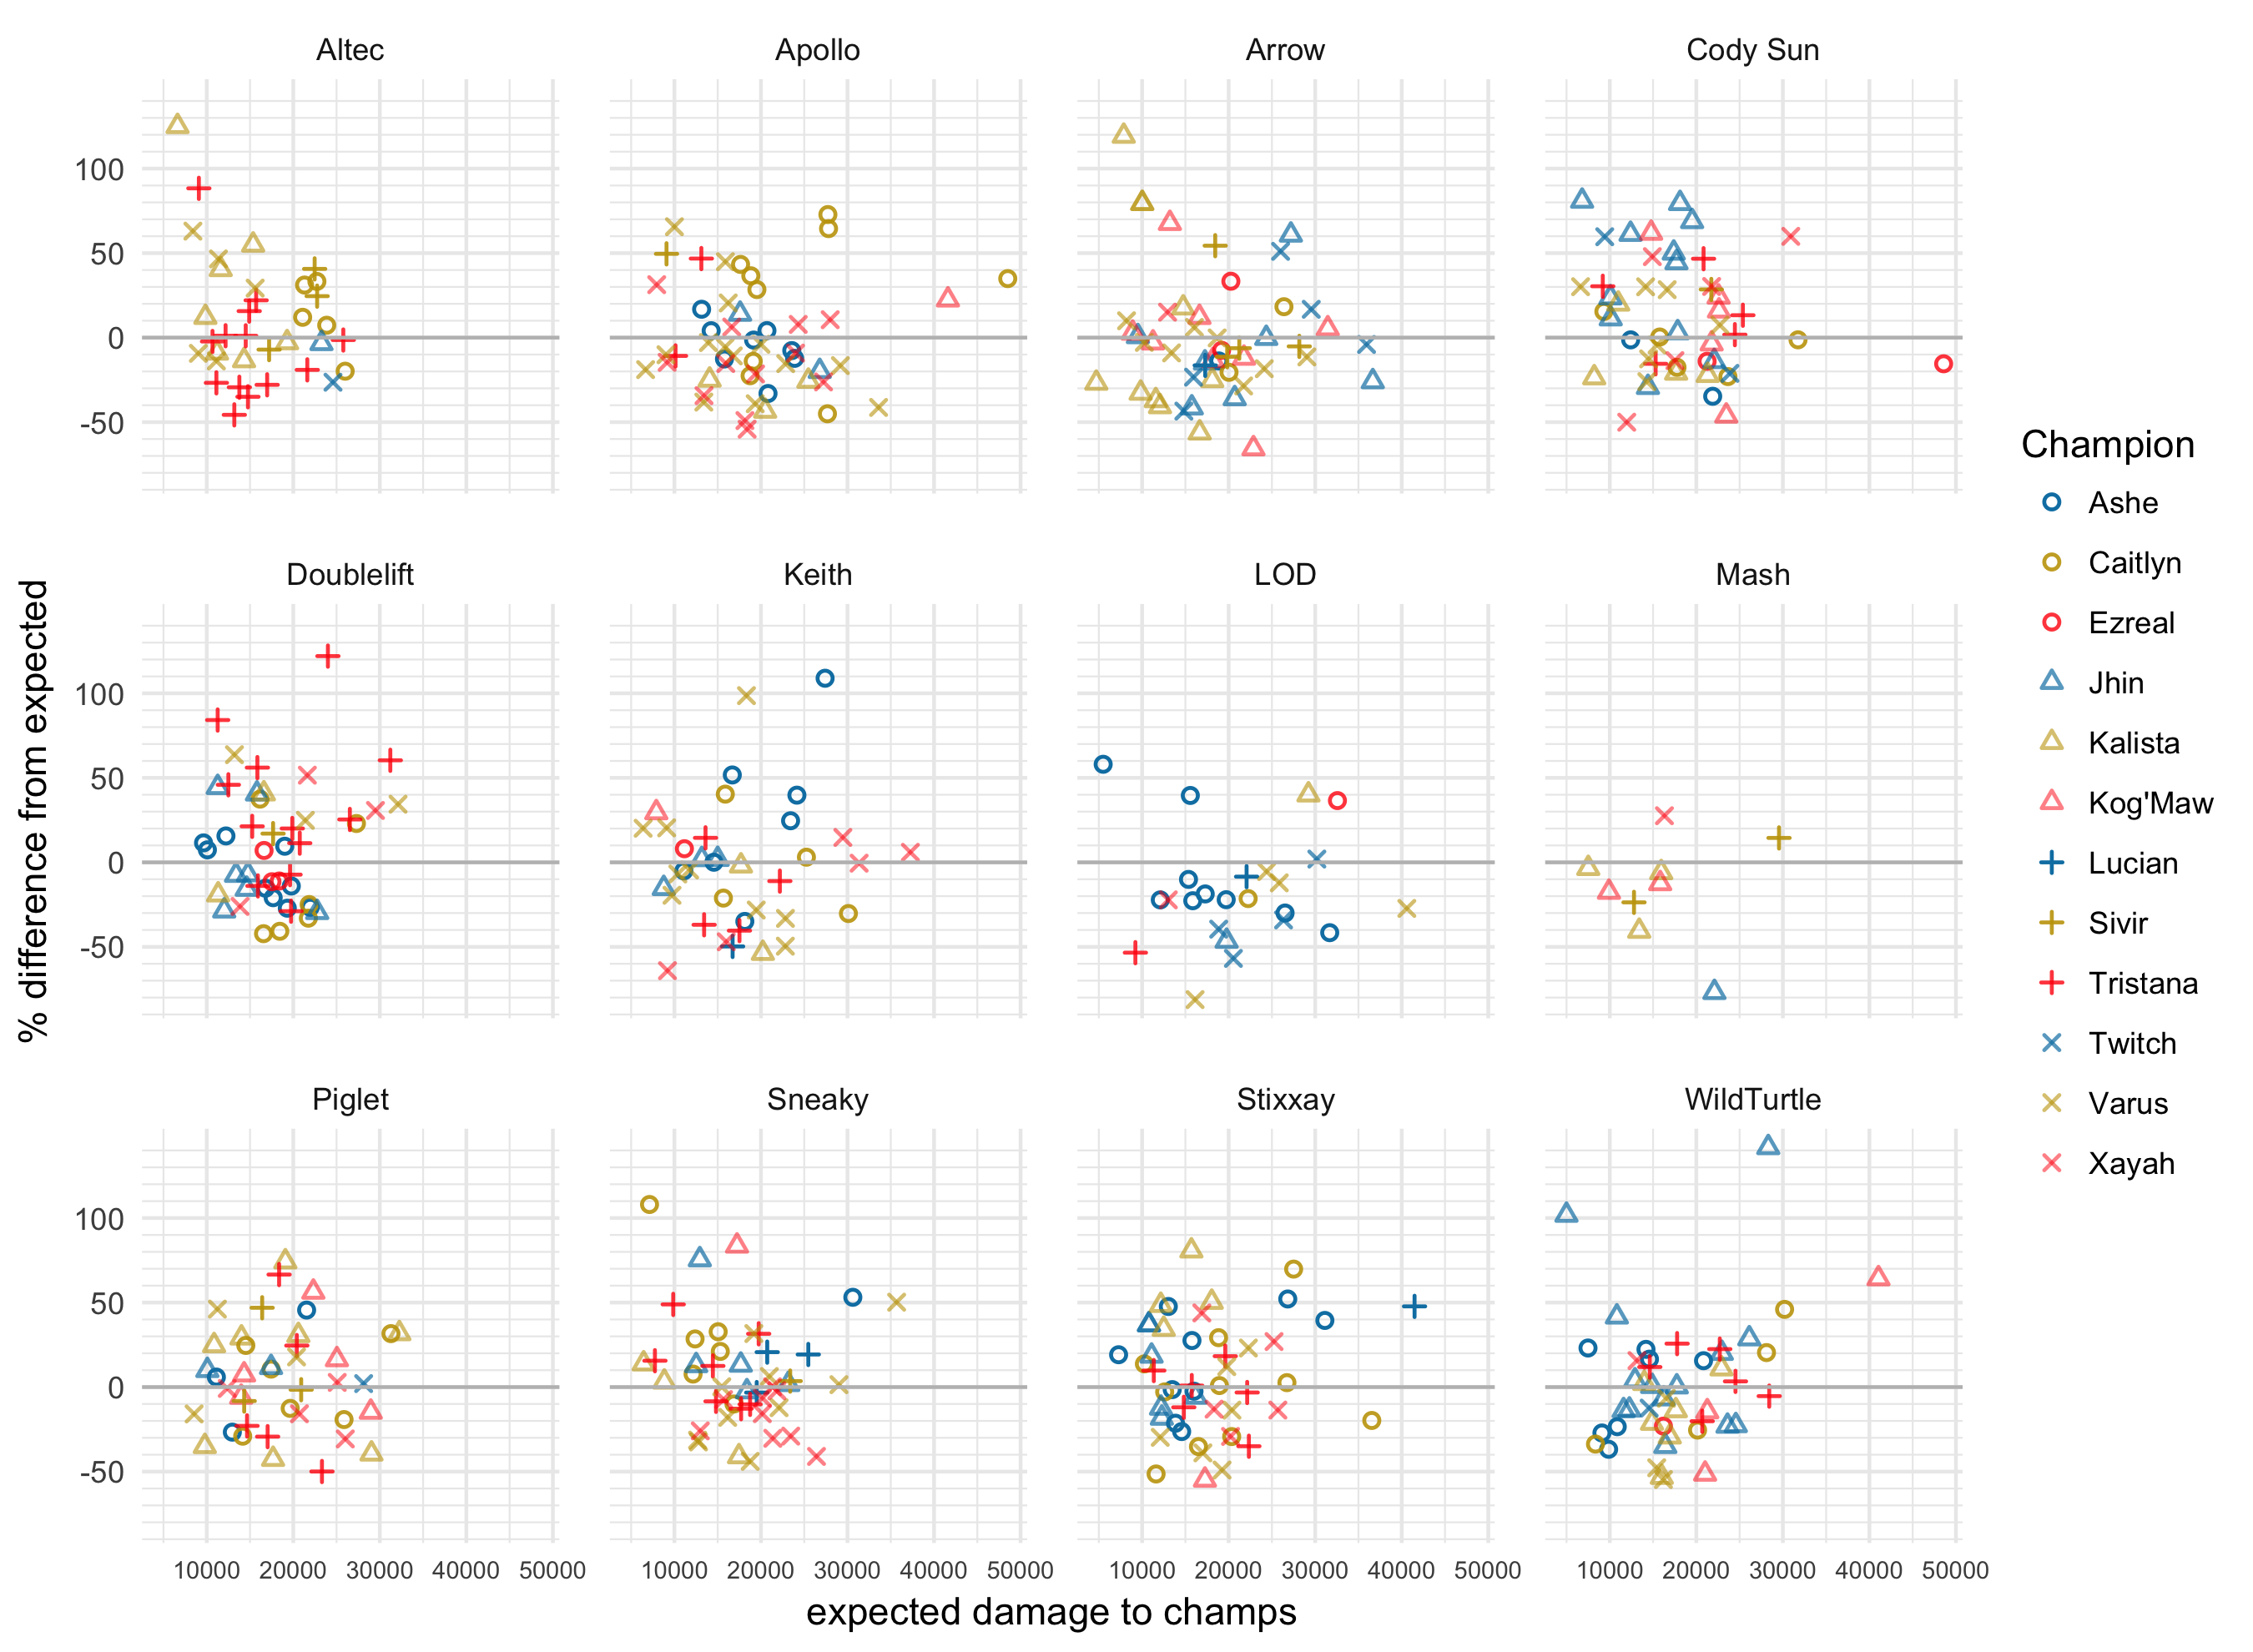 Altec Apollo Arrow Cody Sun
100
50
0
-50
Doublelift Keith LOD Mash
100
50
0
-50
Piglet Sneaky Stixxay WildTurtle
100
50
0
-50
10000 20000 30000 40000 50000 10000 20000 30000 40000 50000 10000 20000 30000 40000 50000 10000 20000 30000 40000 50000
expected damage to champs
% difference from expected
Champion
Ashe
Caitlyn
Ezreal
Jhin
Kalista
Kog'Maw
Lucian
Sivir
Tristana
Twitch
Varus
Xayah